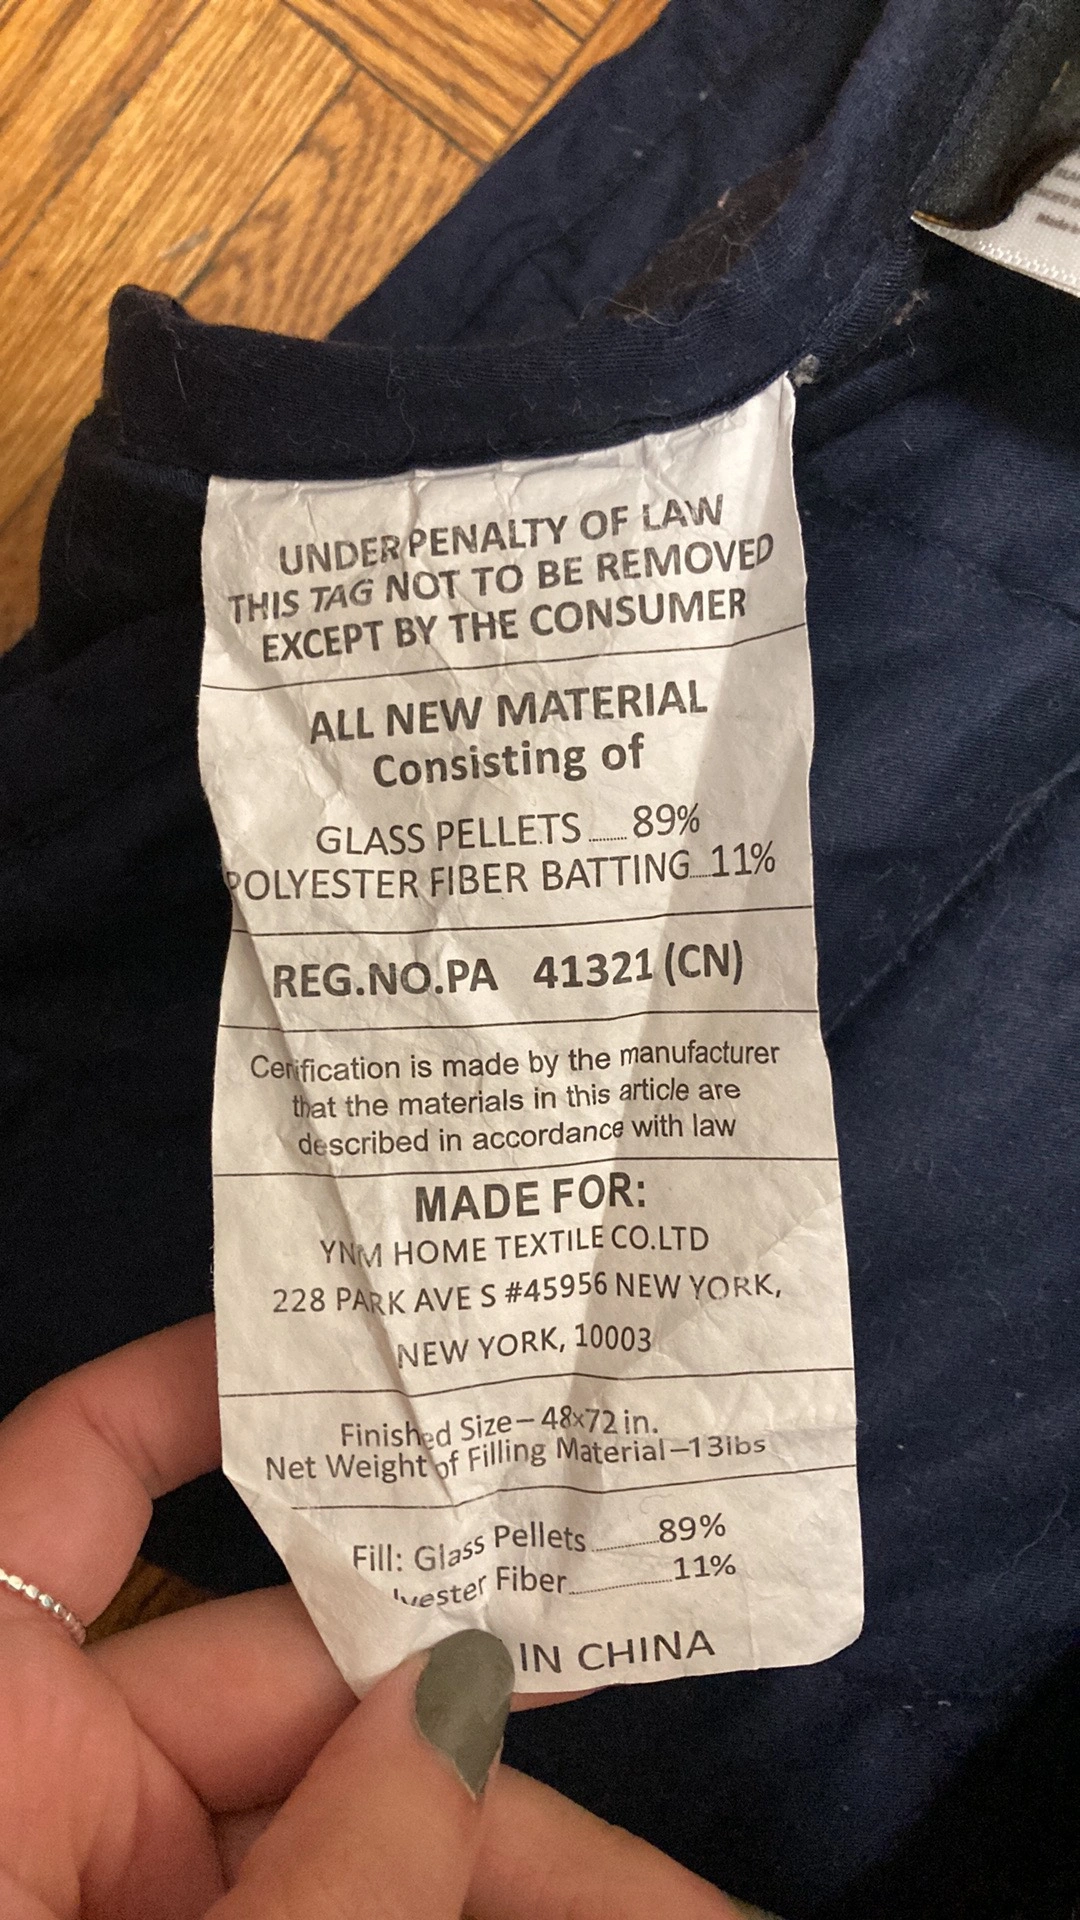 UNDER PENALTY OF LAW
THIS TAG NOT TO BE REMOVED
EXCEPT BY THE CONSUMER
ALL NEW MATERIAL
Consisting of
GLASS PELLETS........89%
POLYESTER FIBER BATTING.....11%
REG.NO.PA 41321 (CN)
Certification is made by the manufacturer
that the materials in this article are
described in accordance with law
MADE FOR:
YNM HOME TEXTILE CO.LTD
228 PARK AVE S #45956 NEW YORK,
NEW YORK, 10003
Finished Size－48x72 in.
Net Weight of Filling Material－13lbs
Fill: Glass Pellets............89%
lyester Fiber..................11%
IN CHINA